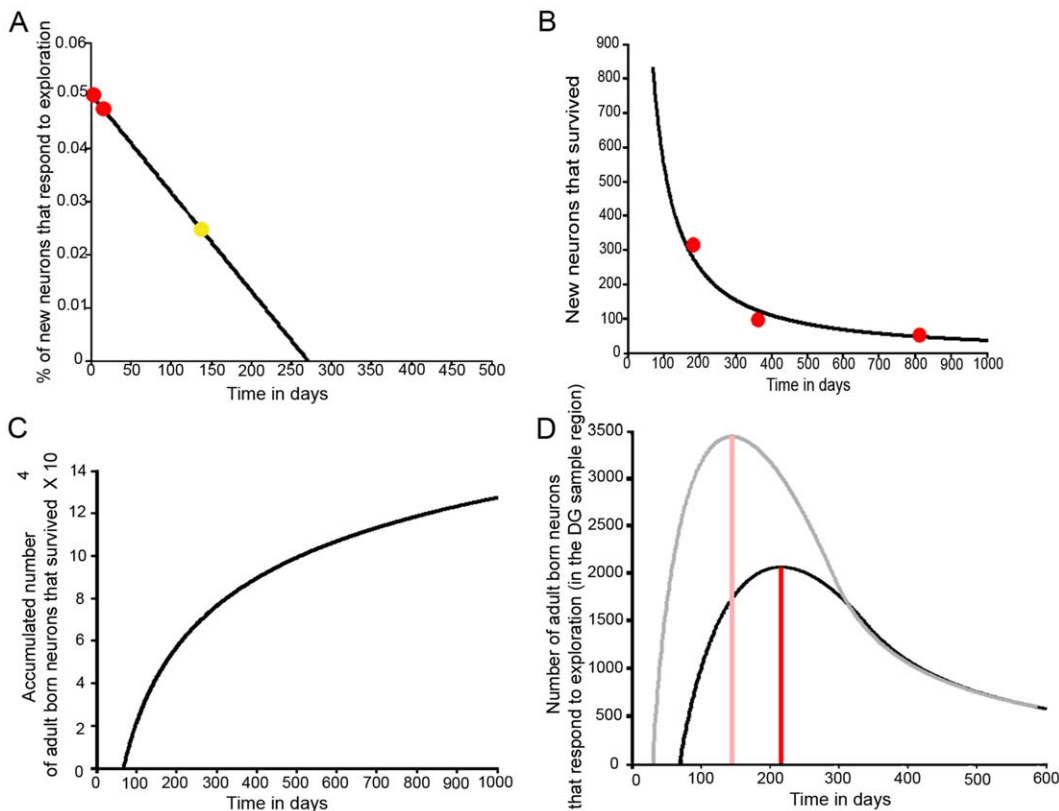 A
% of new neurons that respond to exploration
0.06
0.05
0.04
0.03
0.02
0.01
0
0 50 100 150 200 250 300 350 400 450 500
Time in days
B
New neurons that survived
900
800
700
600
500
400
300
200
100
0
0 100 200 300 400 500 600 700 800 900 1000
Time in days
C
Accumulated number
of adult born neurons that survived X 10
4
14
12
10
8
6
4
2
0
0 100 200 300 400 500 600 700 800 900 1000
Time in days
D
Number of adult born neurons
that respond to exploration (in the DG sample region)
3500
3000
2500
2000
1500
1000
500
0
0 100 200 300 400 500 600
Time in days